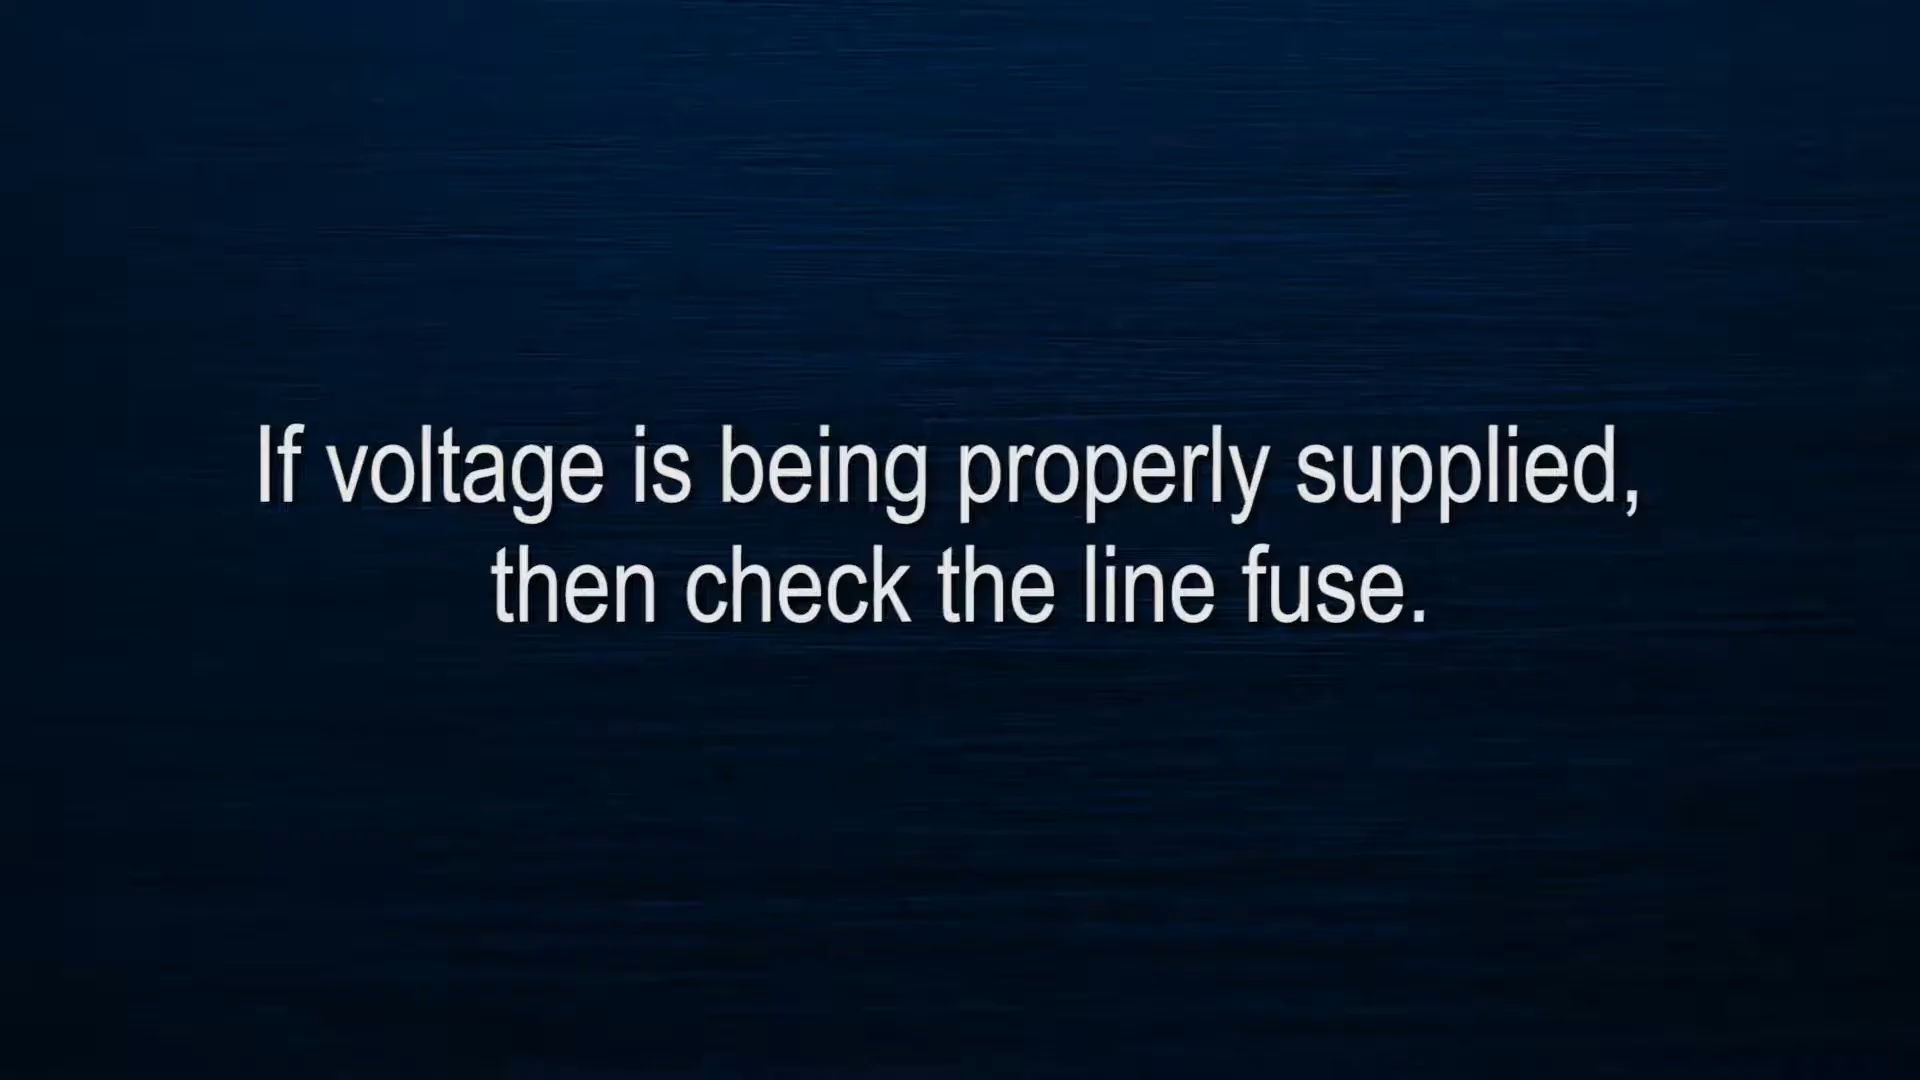 If voltage is being properly supplied,
then check the line fuse.